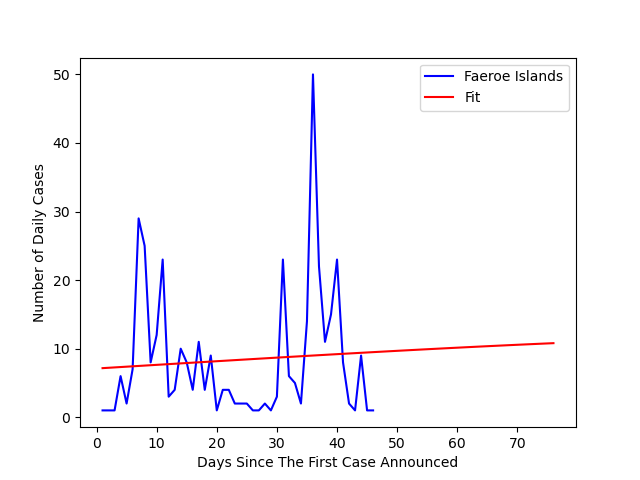 Faeroe Islands
Fit
50
40
30
20
10
0
Number of Daily Cases
0 10 20 30 40 50 60 70
Days Since The First Case Announced